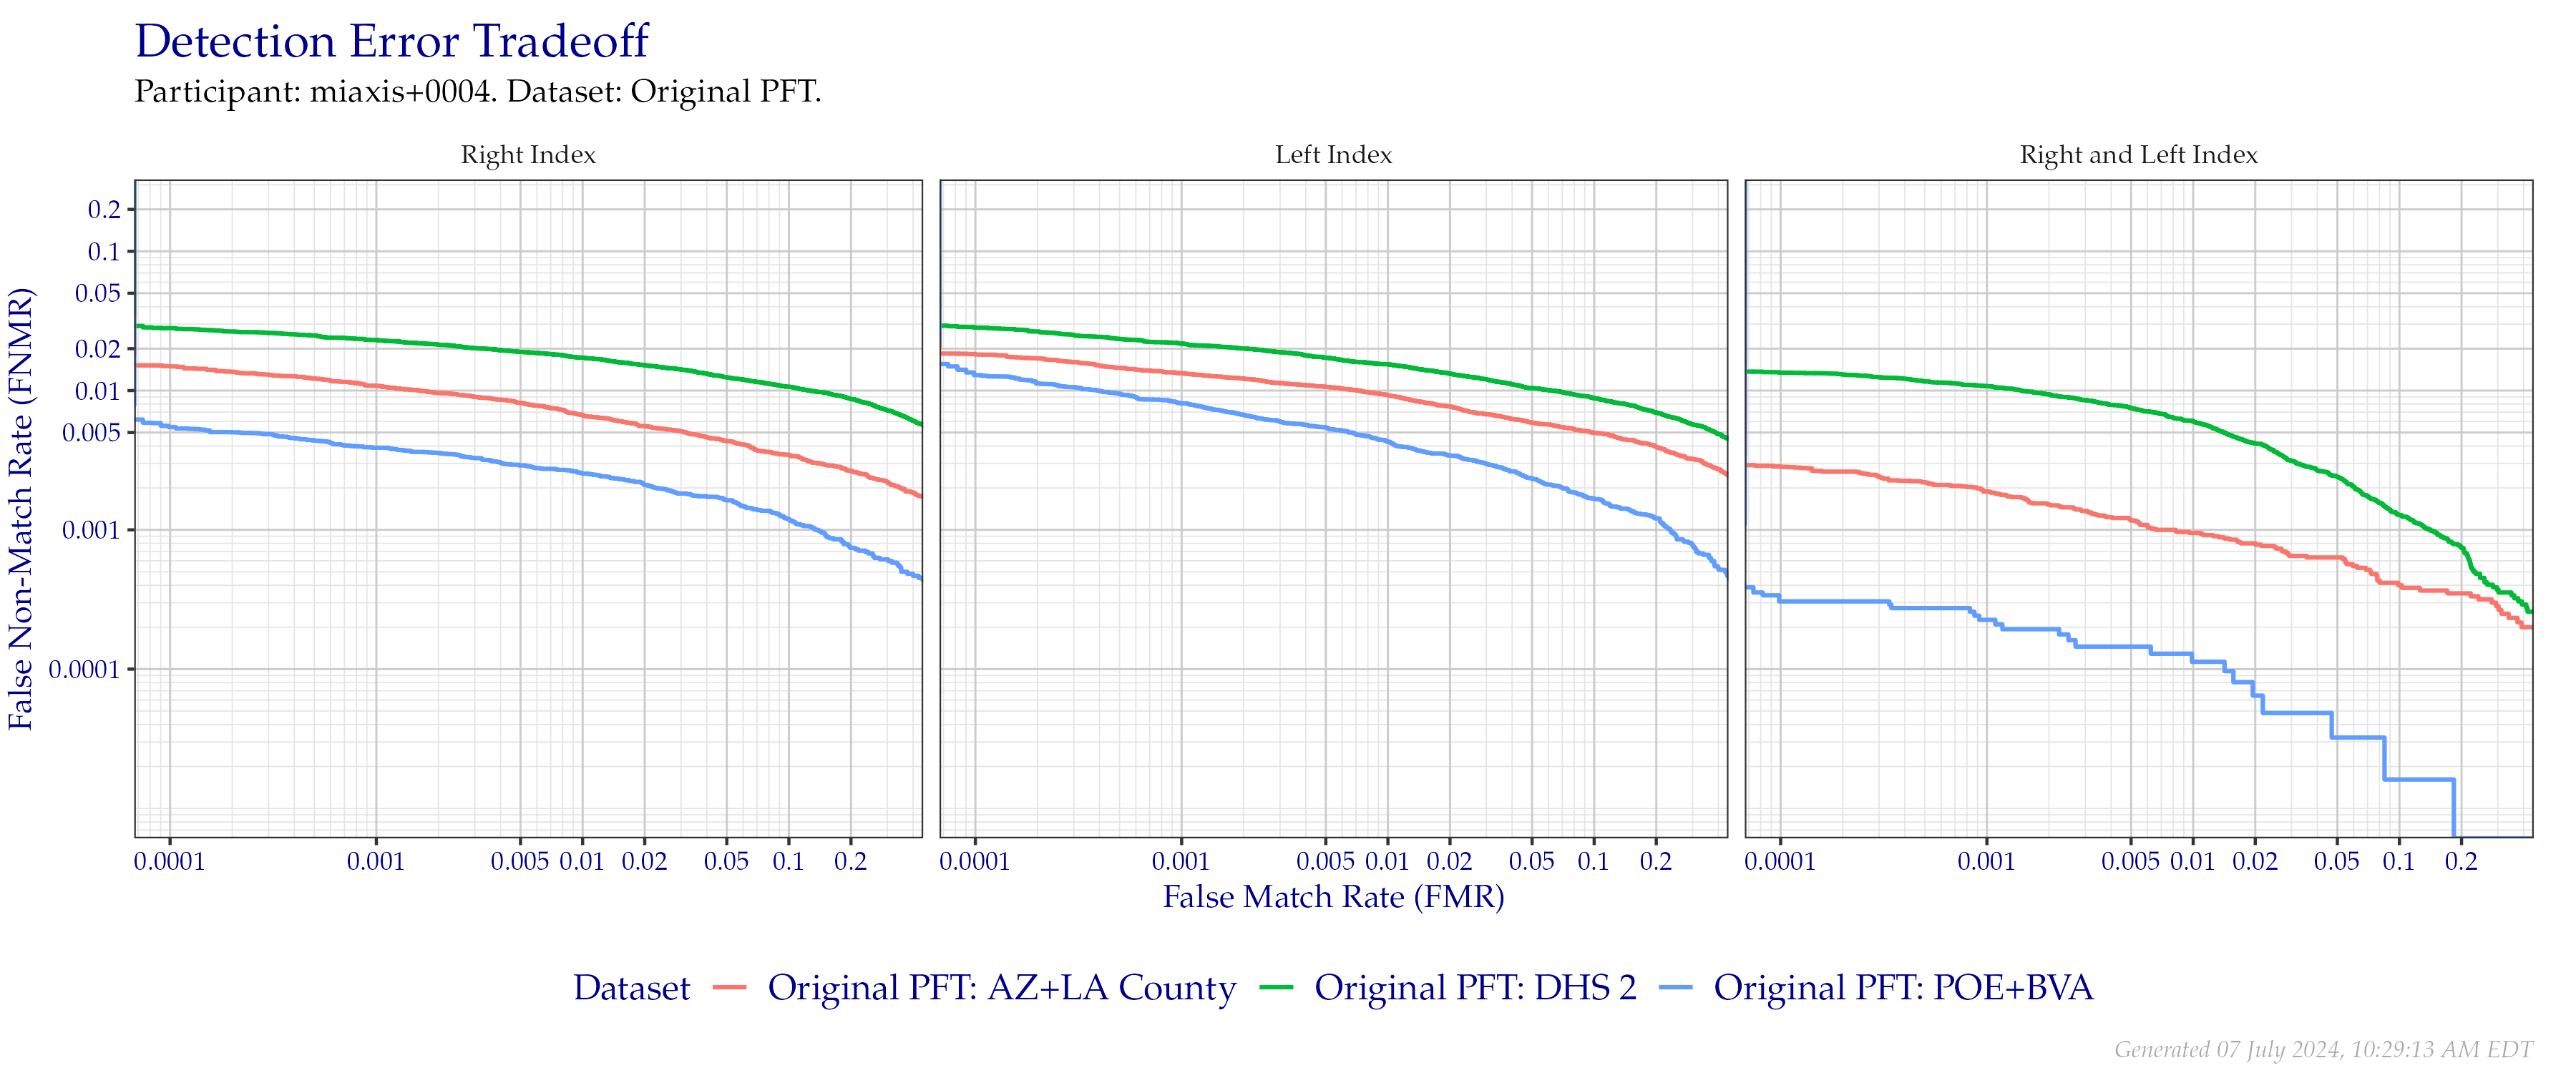 Detection Error Tradeoff
Participant: miaxis+0004. Dataset: Original PFT.
Right Index
Left Index
Right and Left Index
False Non-Match Rate (FNMR)
0.2
0.1
0.05
0.02
0.01
0.005
0.001
0.0001
0.0001 0.001 0.005 0.01 0.02 0.05 0.1 0.2
0.0001 0.001 0.005 0.01 0.02 0.05 0.1 0.2
0.0001 0.001 0.005 0.01 0.02 0.05 0.1 0.2
False Match Rate (FMR)
Dataset Original PFT: AZ+LA County Original PFT: DHS 2 Original PFT: POE+BVA
Generated 07 July 2024, 10:29:13 AM EDT